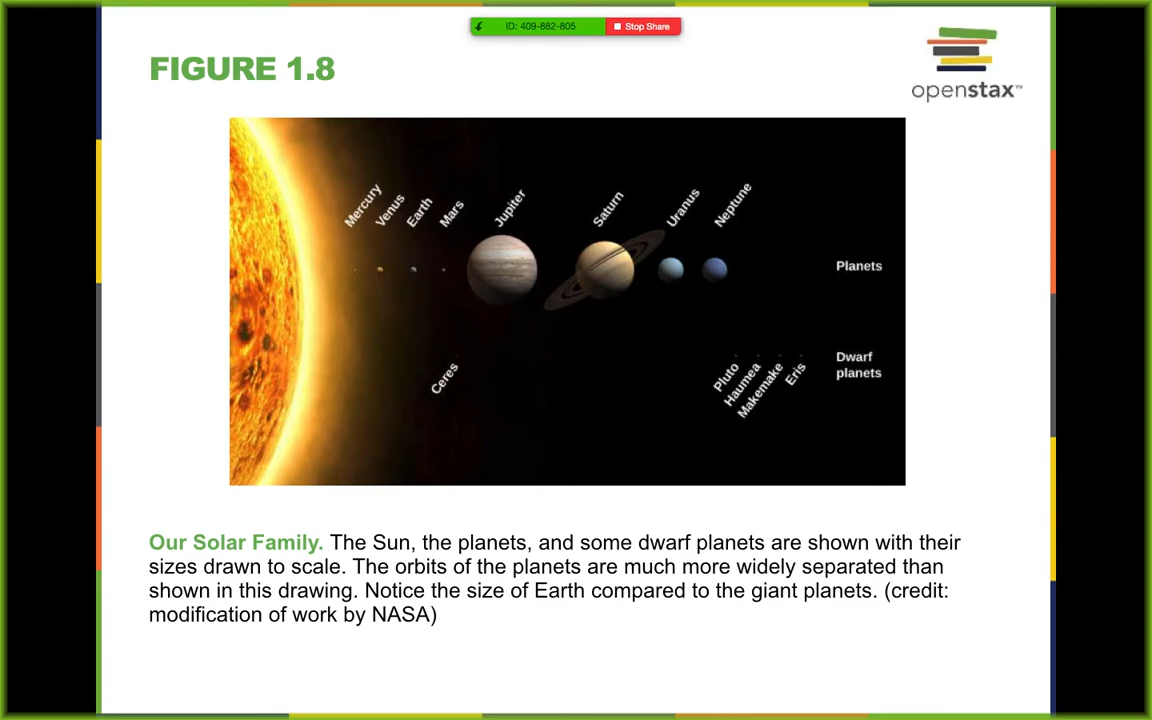 ID: 409-882-805 Stop Share
FIGURE 1.8
openstax™
Mercury
Venus
Earth
Mars
Jupiter
Saturn
Uranus
Neptune
Planets
Ceres
Pluto
Haumea
Makemake
Eris
Dwarf
planets
Our Solar Family. The Sun, the planets, and some dwarf planets are shown with their
sizes drawn to scale. The orbits of the planets are much more widely separated than
shown in this drawing. Notice the size of Earth compared to the giant planets. (credit:
modification of work by NASA)